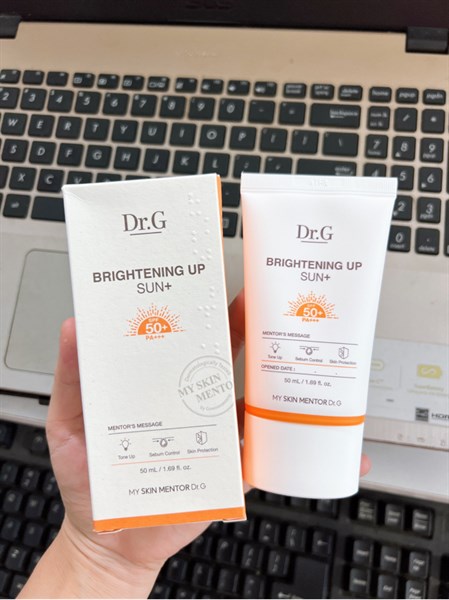 Dr.G
BRIGHTENING UP
SUN+
SPF
50+
PA+++
MY SKIN
MENTO
MENTOR'S MESSAGE
Tone Up
Sebum Control
Skin Protection
50 mL / 1.69 fl. oz.
MY SKIN MENTOR Dr.G
Dr.G
BRIGHTENING UP
SUN+
SPF
50+
PA+++
MENTOR'S MESSAGE
Tone Up
Sebum Control
Skin Protection
OPENED DATE : . .
50 mL / 1.69 fl. oz.
MY SKIN MENTOR Dr.G
HDMI